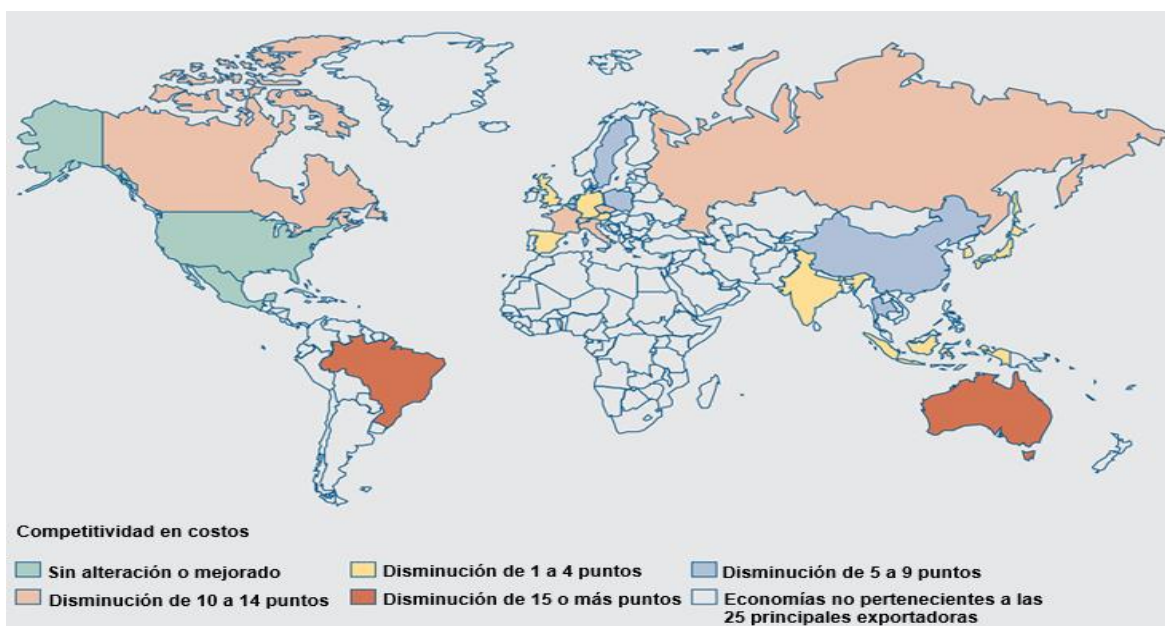 Competitividad en costos
Sin alteración o mejorado
Disminución de 1 a 4 puntos
Disminución de 5 a 9 puntos
Disminución de 10 a 14 puntos
Disminución de 15 o más puntos
Economías no pertenecientes a las
25 principales exportadoras